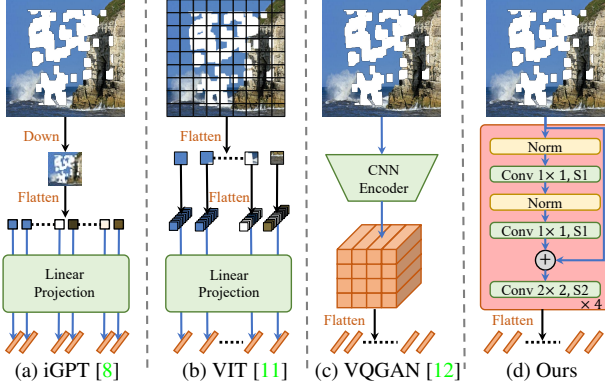 Down
Flatten
Linear
Projection
(a) iGPT [8]
Flatten
Flatten
Linear
Projection
(b) VIT [11]
CNN
Encoder
Flatten
(c) VQGAN [12]
Norm
Conv 1× 1, S1
Norm
Conv 1× 1, S1
+
Conv 2× 2, S2
× 4
Flatten
(d) Ours